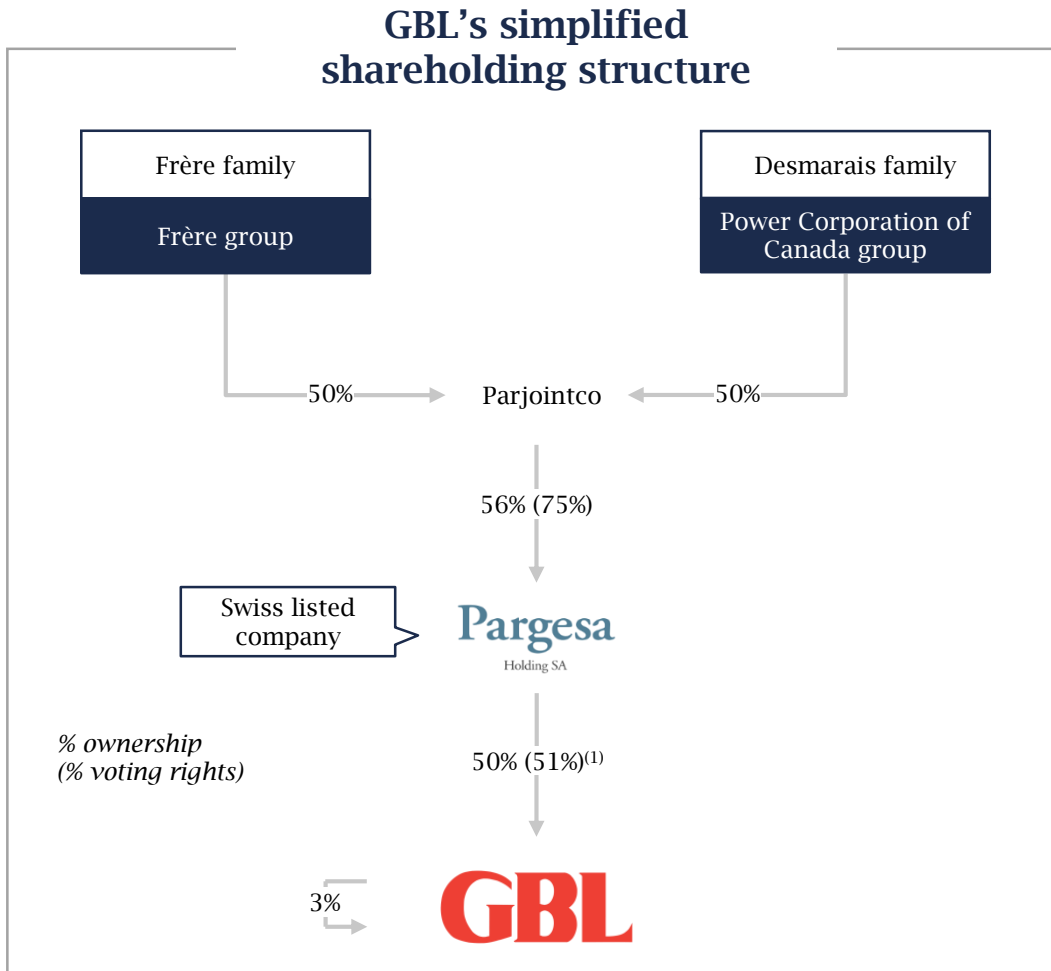 GBL’s simplified
shareholding structure
Frère family
Frère group
Desmarais family
Power Corporation of
Canada group
50%
Parjointco
50%
56% (75%)
Swiss listed
company
Pargesa
Holding SA
% ownership
(% voting rights)
50% (51%)(1)
3%
GBL